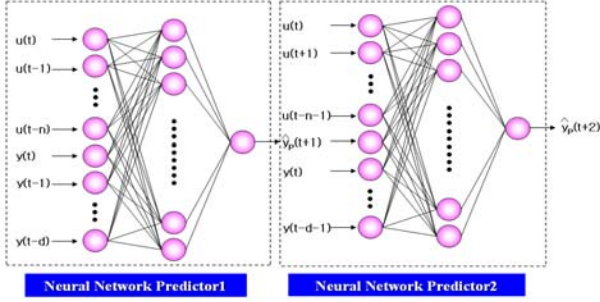 u(t)
u(t-1)
u(t-n)
y(t)
y(t-1)
y(t-d)
Neural Network Predictor1
u(t)
u(t+1)
u(t-n-1)
ŷP(t+1)
y(t)
y(t-d-1)
ŷP(t+2)
Neural Network Predictor2